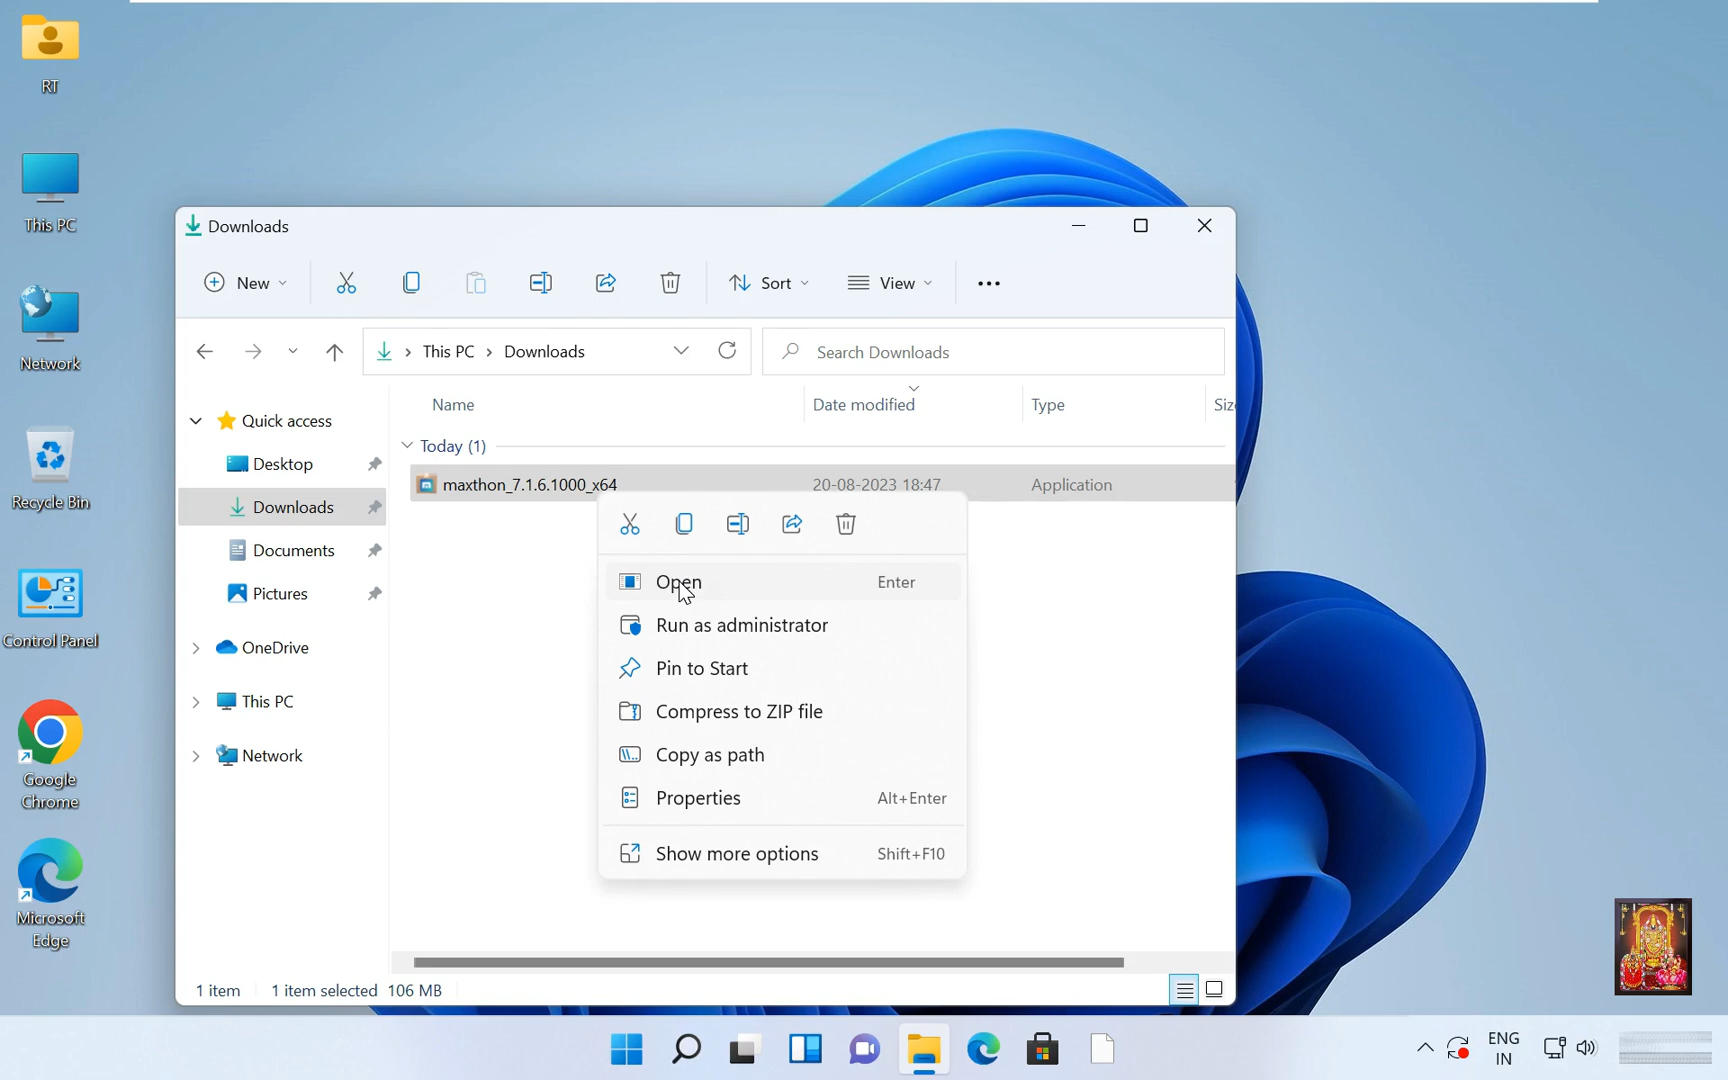 RT
This PC
Network
Recycle Bin
Control Panel
Google
Chrome
Microsoft
Edge
Downloads
New
Sort
View
This PC
Downloads
Search Downloads
Name
Date modified
Type
Quick access
Desktop
Downloads
Documents
Pictures
OneDrive
This PC
Network
Today (1)
maxthon_7.1.6.1000_x64
20-08-2023 18:47
Application
Open Enter
Run as administrator
Pin to Start
Compress to ZIP file
Copy as path
Properties Alt+Enter
Show more options Shift+F10
1 item
1 item selected 106 MB
ENG
IN